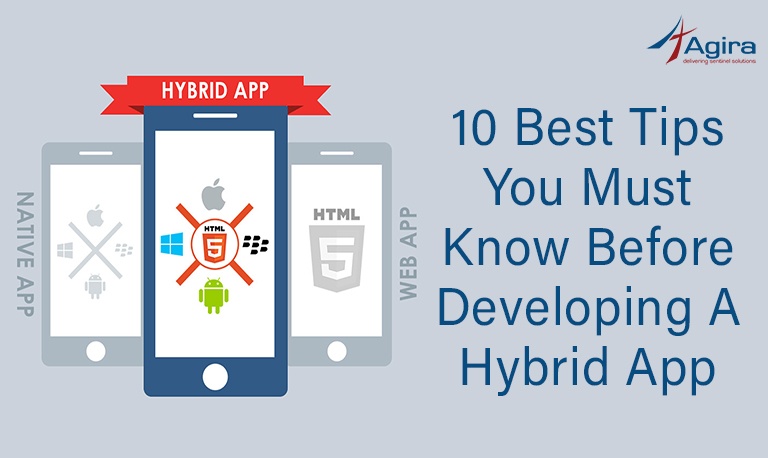 Agira
delivering sentinel solutions.
HYBRID APP
NATIVE APP
HTML
5
HTML
5
WEB APP
10 Best Tips
You Must
Know Before
Developing A
Hybrid App